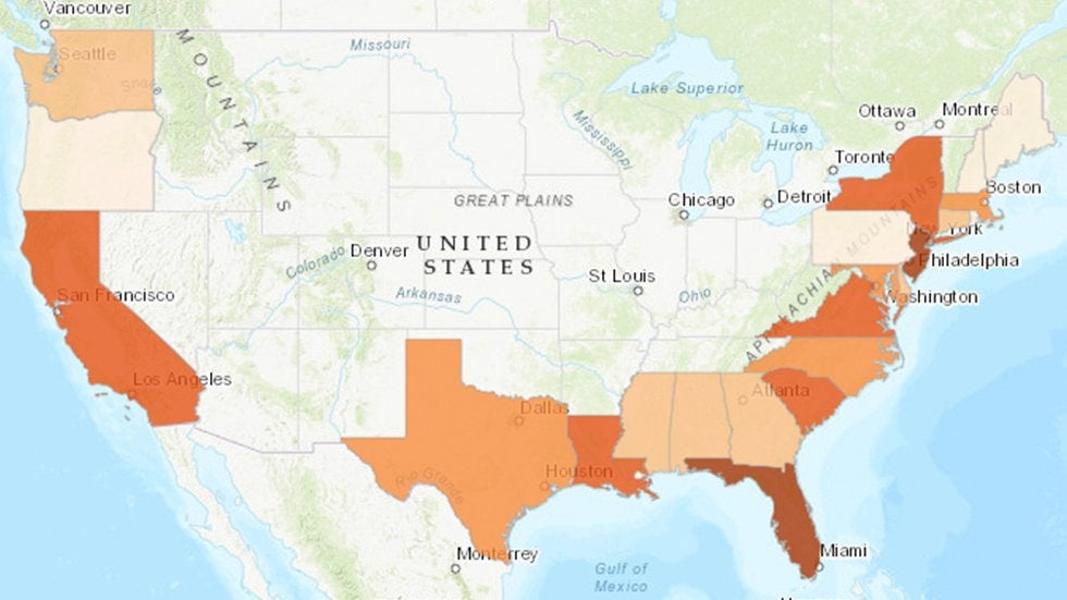 Vancouver
Seattle
Snake
MOUNTAINS
Missouri
Mississippi
Lake Superior
Lake
Huron
Ottawa
Montreal
Toronto
Boston
Chicago
Detroit
GREAT PLAINS
New York
Philadelphia
Denver
UNITED
STATES
Colorado
Arkansas
St Louis
Ohio
APPALACHIAN MOUNTAINS
Washington
San Francisco
Los Angeles
Atlanta
Dallas
Houston
Rio Grande
Monterrey
Miami
Gulf of
Mexico